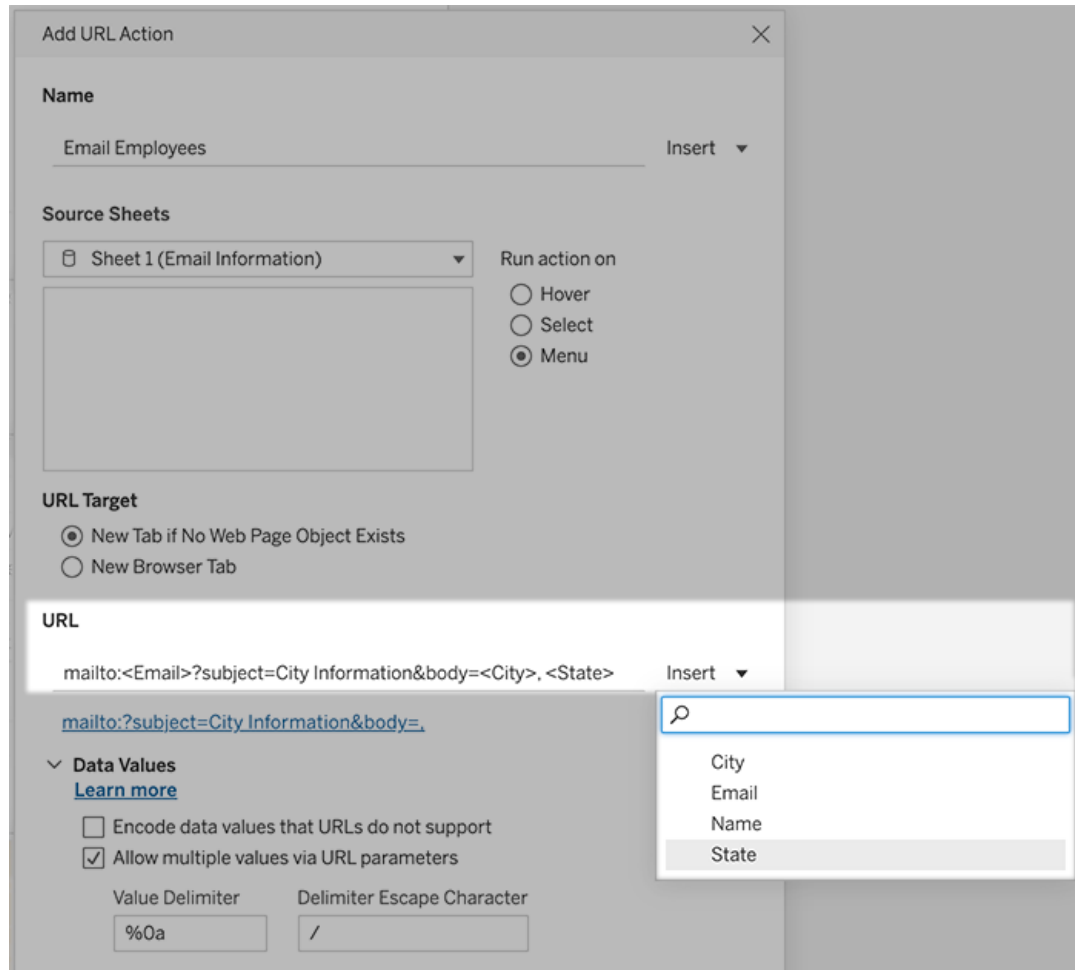 Add URL Action
Name
Email Employees Insert
Source Sheets
Sheet 1 (Email Information)
Run action on
Hover
Select
Menu
URL Target
New Tab if No Web Page Object Exists
New Browser Tab
URL
mailto:<Email>?subject=City Information&body=<City>, <State> Insert
mailto:?subject=City Information&body=,
City
Email
Name
State
Data Values
Learn more
Encode data values that URLs do not support
Allow multiple values via URL parameters
Value Delimiter Delimiter Escape Character
%0a /